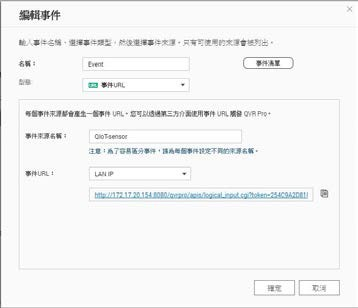 編輯事件
輸入事件名稱、選擇事件類型，然後選擇事件來源。只有可使用的來源會被列出。
名稱： Event 事件清單
型態： URL 事件URL
每個事件來源都會產生一個事件 URL。您可以透過第三方介面使用事件 URL 觸發 QVR Pro。
事件來源名稱： QIoT-sensor
注意：為了容易區分事件，請為每個事件設定不同的來源名稱。
事件URL： LAN IP
http://172.17.20.154:8080/qvrpro/apis/logical_input.cgi?token=254C9A2D81
確定 取消